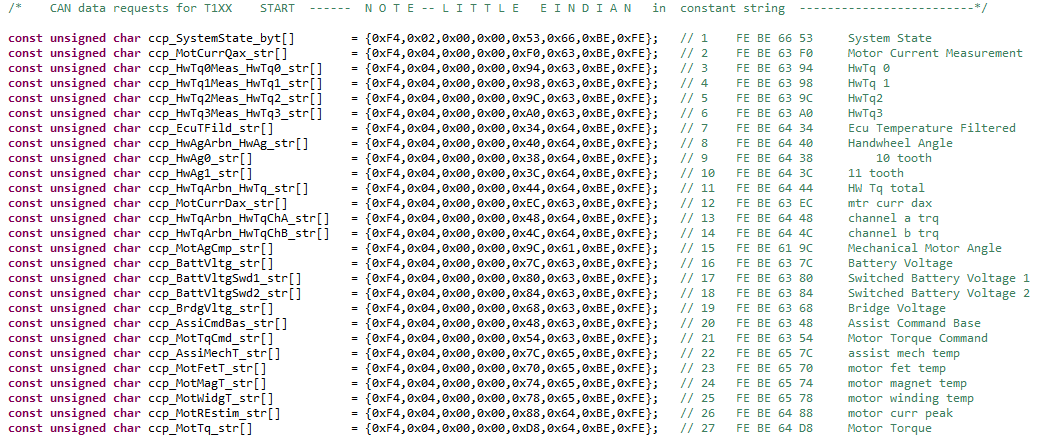 /*    CAN data requests for T1XX    START  ------  N O T E -- L I T T L E   E I N D I A N   in  constant string  -------------------------*/
const unsigned char ccp_SystemState_byt[]        = {0xF4,0x02,0x00,0x00,0x53,0x66,0xBE,0xFE};   // 1    FE BE 66 53     System State
const unsigned char ccp_MotCurrQax_str[]         = {0xF4,0x04,0x00,0x00,0xF0,0x63,0xBE,0xFE};   // 2    FE BE 63 F0     Motor Current Measurement
const unsigned char ccp_HwTq0Meas_HwTq0_str[]    = {0xF4,0x04,0x00,0x00,0x94,0x63,0xBE,0xFE};   // 3    FE BE 63 94     HwTq 0
const unsigned char ccp_HwTq1Meas_HwTq1_str[]    = {0xF4,0x04,0x00,0x00,0x98,0x63,0xBE,0xFE};   // 4    FE BE 63 98     HwTq 1
const unsigned char ccp_HwTq2Meas_HwTq2_str[]    = {0xF4,0x04,0x00,0x00,0x9C,0x63,0xBE,0xFE};   // 5    FE BE 63 9C     HwTq2
const unsigned char ccp_HwTq3Meas_HwTq3_str[]    = {0xF4,0x04,0x00,0x00,0xA0,0x63,0xBE,0xFE};   // 6    FE BE 63 A0     HwTq3
const unsigned char ccp_EcuTFild_str[]           = {0xF4,0x04,0x00,0x00,0x34,0x64,0xBE,0xFE};   // 7    FE BE 64 34     Ecu Temperature Filtered
const unsigned char ccp_HwAgArbn_HwAg_str[]      = {0xF4,0x04,0x00,0x00,0x40,0x64,0xBE,0xFE};   // 8    FE BE 64 40     Handwheel Angle
const unsigned char ccp_HwAg0_str[]              = {0xF4,0x04,0x00,0x00,0x38,0x64,0xBE,0xFE};   // 9    FE BE 64 38         10 tooth
const unsigned char ccp_HwAg1_str[]              = {0xF4,0x04,0x00,0x00,0x3C,0x64,0xBE,0xFE};   // 10   FE BE 64 3C     11 tooth
const unsigned char ccp_HwTqArbn_HwTq_str[]      = {0xF4,0x04,0x00,0x00,0x44,0x64,0xBE,0xFE};   // 11   FE BE 64 44     HW Tq total
const unsigned char ccp_MotCurrDax_str[]         = {0xF4,0x04,0x00,0x00,0xEC,0x63,0xBE,0xFE};   // 12   FE BE 63 EC     mtr curr dax
const unsigned char ccp_HwTqArbn_HwTqChA_str[]   = {0xF4,0x04,0x00,0x00,0x48,0x64,0xBE,0xFE};   // 13   FE BE 64 48     channel a trq
const unsigned char ccp_HwTqArbn_HwTqChB_str[]   = {0xF4,0x04,0x00,0x00,0x4C,0x64,0xBE,0xFE};   // 14   FE BE 64 4C     channel b trq
const unsigned char ccp_MotAgCmp_str[]           = {0xF4,0x04,0x00,0x00,0x9C,0x61,0xBE,0xFE};   // 15   FE BE 61 9C     Mechanical Motor Angle
const unsigned char ccp_BattVltg_str[]           = {0xF4,0x04,0x00,0x00,0x7C,0x63,0xBE,0xFE};   // 16   FE BE 63 7C     Battery Voltage
const unsigned char ccp_BattVltgSwd1_str[]       = {0xF4,0x04,0x00,0x00,0x80,0x63,0xBE,0xFE};   // 17   FE BE 63 80     Switched Battery Voltage 1
const unsigned char ccp_BattVltgSwd2_str[]       = {0xF4,0x04,0x00,0x00,0x84,0x63,0xBE,0xFE};   // 18   FE BE 63 84     Switched Battery Voltage 2
const unsigned char ccp_BrdgVltg_str[]           = {0xF4,0x04,0x00,0x00,0x68,0x63,0xBE,0xFE};   // 19   FE BE 63 68     Bridge Voltage
const unsigned char ccp_AssiCmdBas_str[]         = {0xF4,0x04,0x00,0x00,0x48,0x63,0xBE,0xFE};   // 20   FE BE 63 48     Assist Command Base
const unsigned char ccp_MotTqCmd_str[]           = {0xF4,0x04,0x00,0x00,0x54,0x63,0xBE,0xFE};   // 21   FE BE 63 54     Motor Torque Command
const unsigned char ccp_AssiMechT_str[]          = {0xF4,0x04,0x00,0x00,0x7C,0x65,0xBE,0xFE};   // 22   FE BE 65 7C     assist mech temp
const unsigned char ccp_MotFetT_str[]            = {0xF4,0x04,0x00,0x00,0x70,0x65,0xBE,0xFE};   // 23   FE BE 65 70     motor fet temp
const unsigned char ccp_MotMagT_str[]            = {0xF4,0x04,0x00,0x00,0x74,0x65,0xBE,0xFE};   // 24   FE BE 65 74     motor magnet temp
const unsigned char ccp_MotWidgT_str[]           = {0xF4,0x04,0x00,0x00,0x78,0x65,0xBE,0xFE};   // 25   FE BE 65 78     motor winding temp
const unsigned char ccp_MotREstim_str[]          = {0xF4,0x04,0x00,0x00,0x88,0x64,0xBE,0xFE};   // 26   FE BE 64 88     motor curr peak
const unsigned char ccp_MotTq_str[]              = {0xF4,0x04,0x00,0x00,0xD8,0x64,0xBE,0xFE};   // 27   FE BE 64 D8     Motor Torque